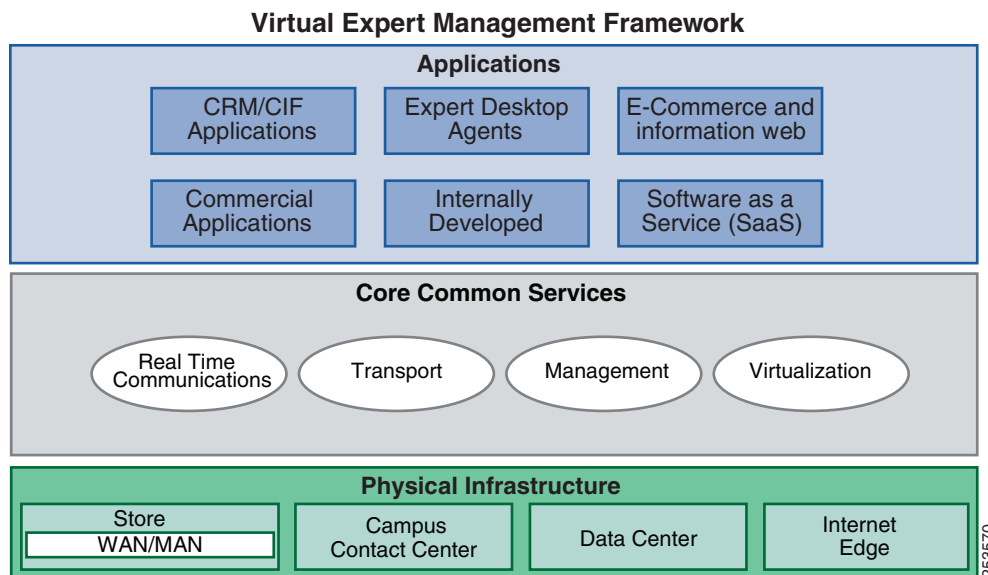 Virtual Expert Management Framework
Applications
CRM/CIF
Applications
Expert Desktop
Agents
E-Commerce and
information web
Commercial
Applications
Internally
Developed
Software as a
Service (SaaS)
Core Common Services
Real Time
Communications
Transport
Management
Virtualization
Physical Infrastructure
Store
WAN/MAN
Campus
Contact Center
Data Center
Internet
Edge